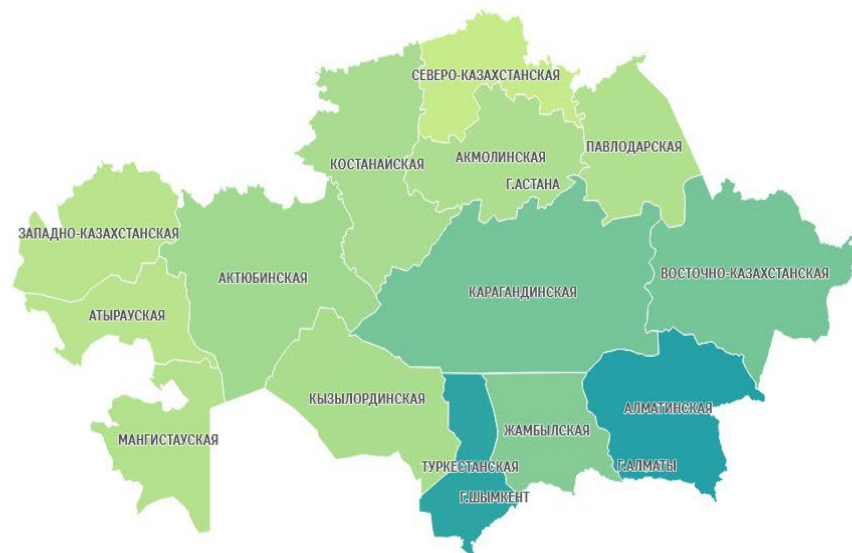 СЕВЕРО-КАЗАХСТАНСКАЯ
ПАВЛОДАРСКАЯ
КОСТАНАЙСКАЯ
АКМОЛИНСКАЯ
Г.АСТАНА
ЗАПАДНО-КАЗАХСТАНСКАЯ
АКТЮБИНСКАЯ
ВОСТОЧНО-КАЗАХСТАНСКАЯ
КАРАГАНДИНСКАЯ
АТЫРАУСКАЯ
КЫЗЫЛОРДИНСКАЯ
АЛМАТИНСКАЯ
ЖАМБЫЛСКАЯ
МАНГИСТАУСКАЯ
ТУРКЕСТАНСКАЯ
Г.АЛМАТЫ
Г.ШЫМКЕНТ